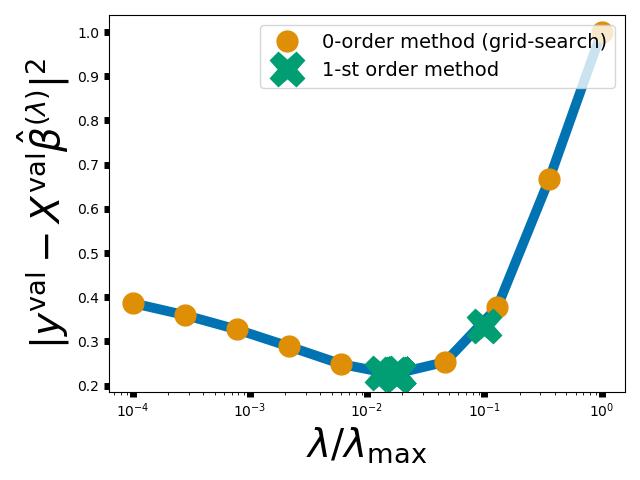 0-order method (grid-search)
1-st order method
|y^val − X^val β̂^(λ)|²
1.0
0.9
0.8
0.7
0.6
0.5
0.4
0.3
0.2
10⁻⁴ 10⁻³ 10⁻² 10⁻¹ 10⁰
λ/λ_max